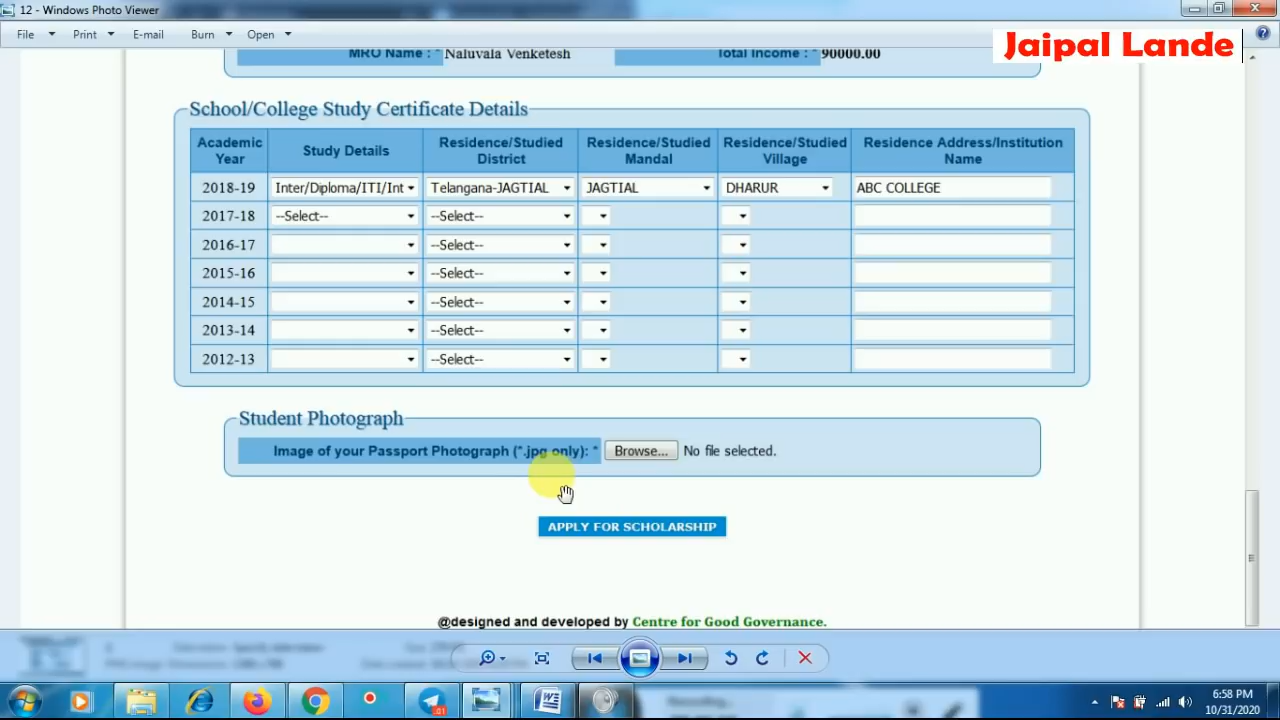 12 - Windows Photo Viewer
File Print E-mail Burn Open
Jaipal Lande
MRO Name : * Naluvala Venketesh Total Income : * 90000.00
School/College Study Certificate Details
Academic Year Study Details Residence/Studied District Residence/Studied Mandal Residence/Studied Village Residence Address/Institution Name
2018-19 Inter/Diploma/ITI/Int Telangana-JAGTIAL JAGTIAL DHARUR ABC COLLEGE
2017-18 --Select-- --Select--
2016-17 --Select--
2015-16 --Select--
2014-15 --Select--
2013-14 --Select--
2012-13 --Select--
Student Photograph
Image of your Passport Photograph (*.jpg only): * Browse... No file selected.
APPLY FOR SCHOLARSHIP
@designed and developed by Centre for Good Governance.
6:58 PM
10/31/2020